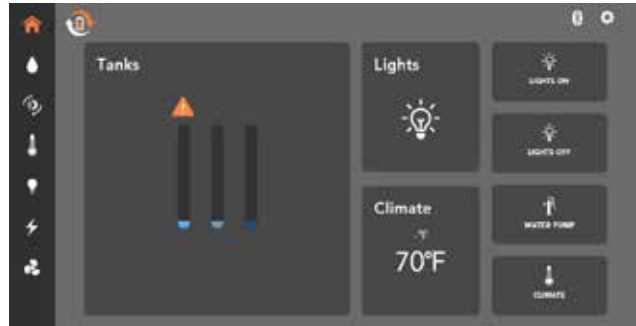 Tanks
Lights
LIGHTS ON
LIGHTS OFF
Climate
°F
70°F
WATER PUMP
CLIMATE